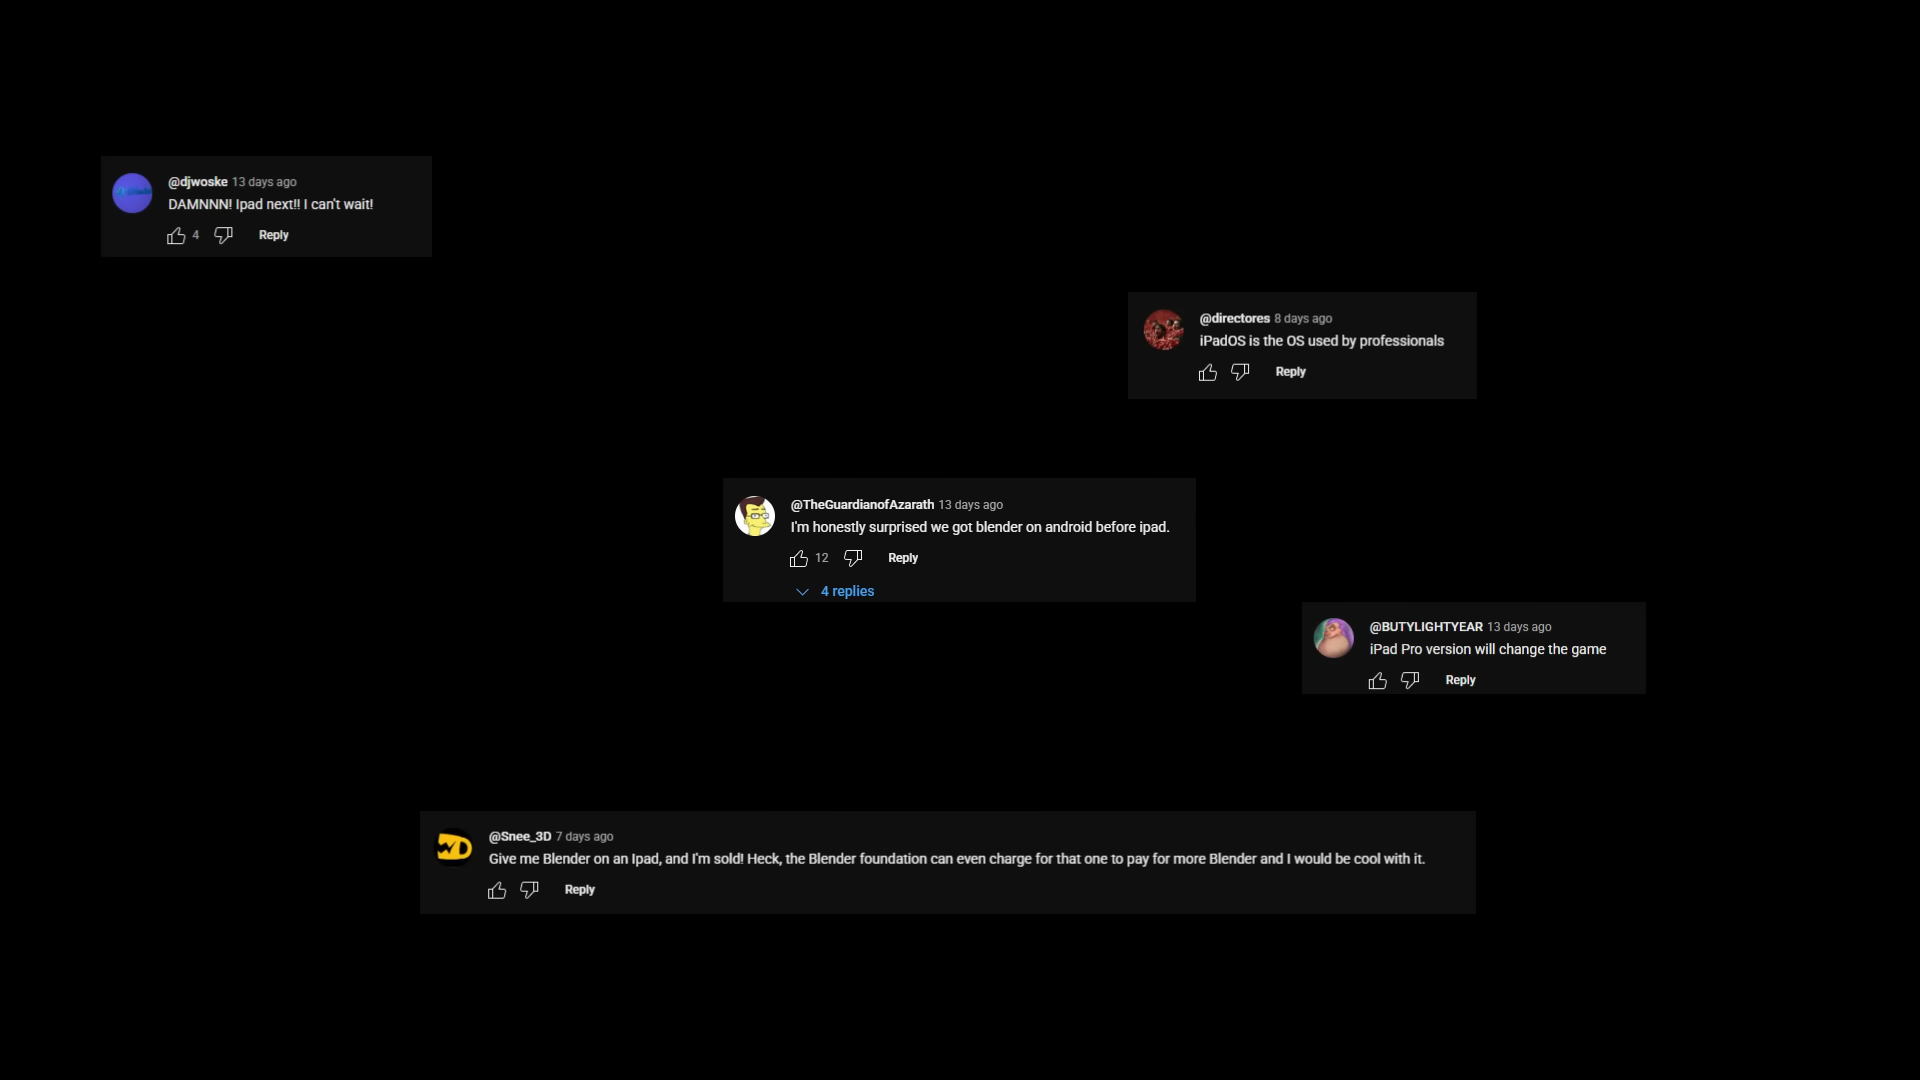 @djwoske 13 days ago
DAMNNN! Ipad next!! I can't wait!
4 Reply
@directores 8 days ago
iPadOS is the OS used by professionals
Reply
@TheGuardianofAzarath 13 days ago
I'm honestly surprised we got blender on android before ipad.
12 Reply
4 replies
@BUTYLIGHTYEAR 13 days ago
iPad Pro version will change the game
Reply
@Snee_3D 7 days ago
Give me Blender on an Ipad, and I'm sold! Heck, the Blender foundation can even charge for that one to pay for more Blender and I would be cool with it.
Reply